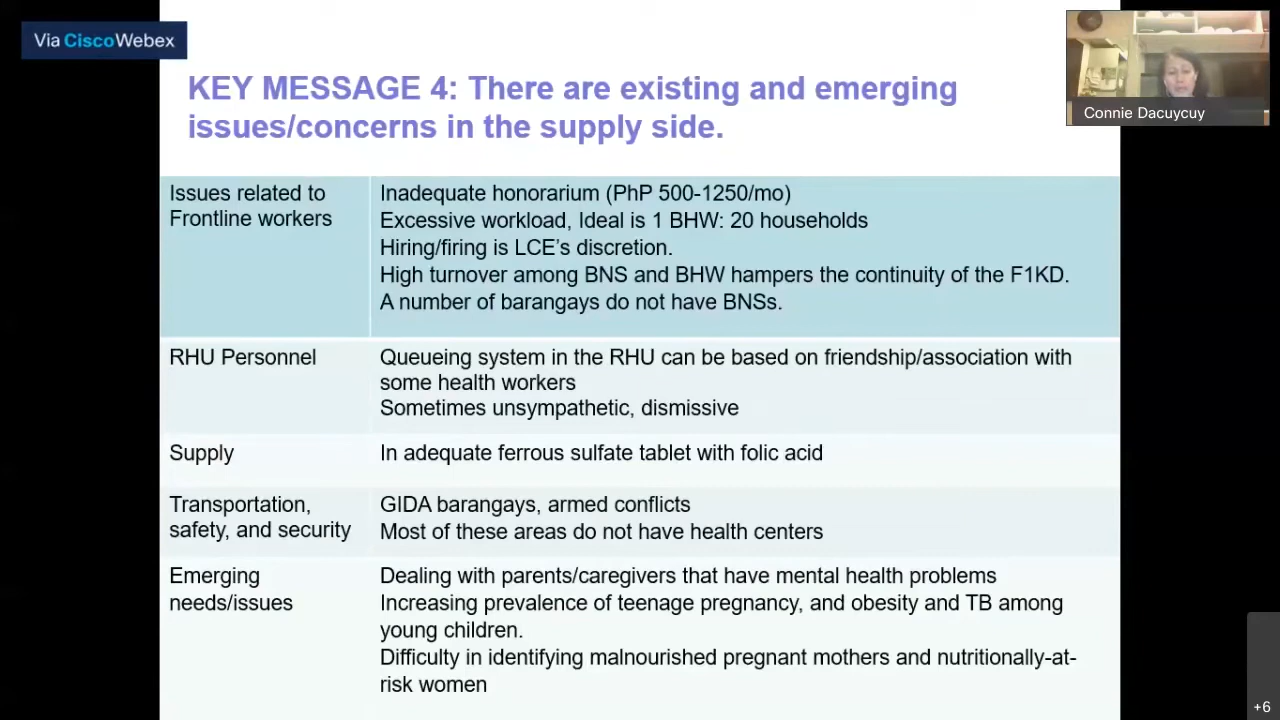 Via Cisco Webex
KEY MESSAGE 4: There are existing and emerging
issues/concerns in the supply side.
Connie Dacuycuy
Issues related to
Frontline workers
Inadequate honorarium (PhP 500-1250/mo)
Excessive workload, Ideal is 1 BHW: 20 households
Hiring/firing is LCE's discretion.
High turnover among BNS and BHW hampers the continuity of the F1KD.
A number of barangays do not have BNSs.
RHU Personnel
Queueing system in the RHU can be based on friendship/association with
some health workers
Sometimes unsympathetic, dismissive
Supply
In adequate ferrous sulfate tablet with folic acid
Transportation,
safety, and security
GIDA barangays, armed conflicts
Most of these areas do not have health centers
Emerging
needs/issues
Dealing with parents/caregivers that have mental health problems
Increasing prevalence of teenage pregnancy, and obesity and TB among
young children.
Difficulty in identifying malnourished pregnant mothers and nutritionally-at-
risk women
+6